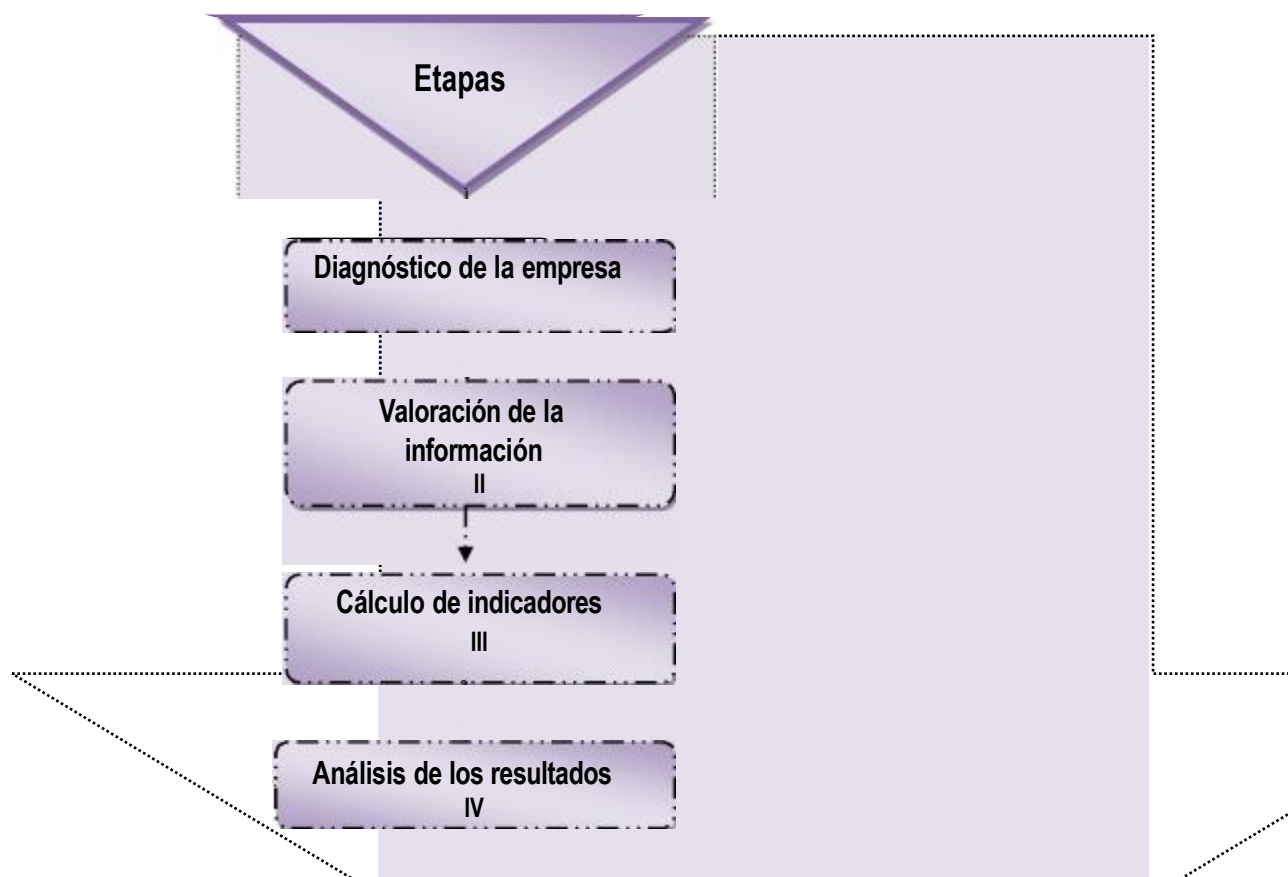 Etapas
Diagnóstico de la empresa
Valoración de la
información
II
Cálculo de indicadores
III
Análisis de los resultados
IV